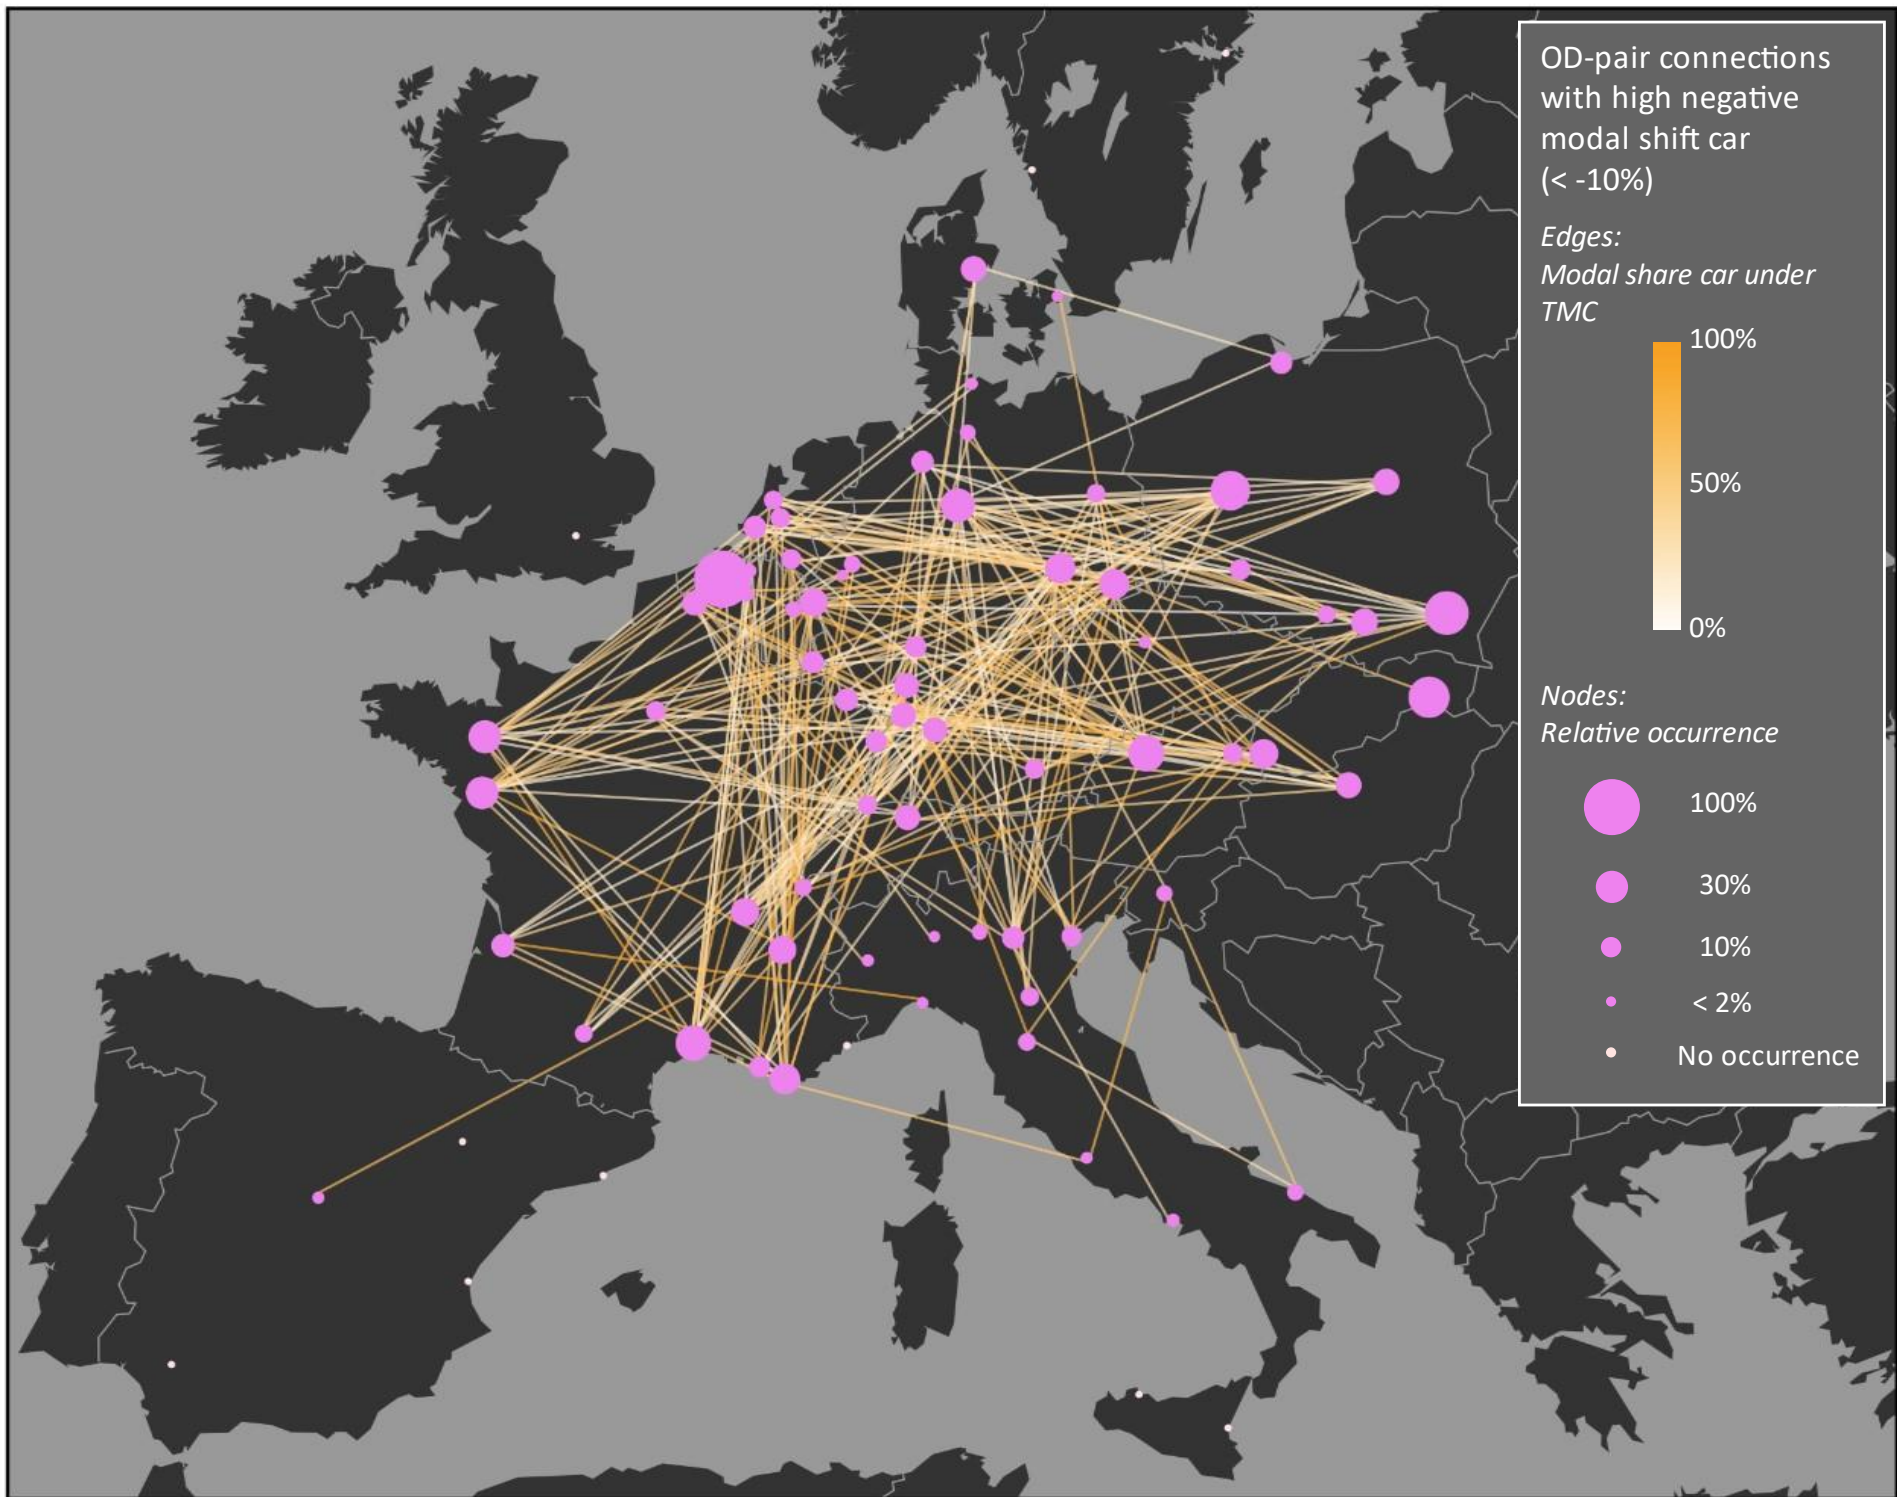 OD-pair connections
with high negative
modal shift car
(< -10%)
Edges:
Modal share car under
TMC
100%
50%
0%
Nodes:
Relative occurrence
100%
30%
10%
< 2%
No occurrence